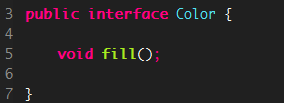 3 public interface Color {
4
5     void fill();
6
7 }